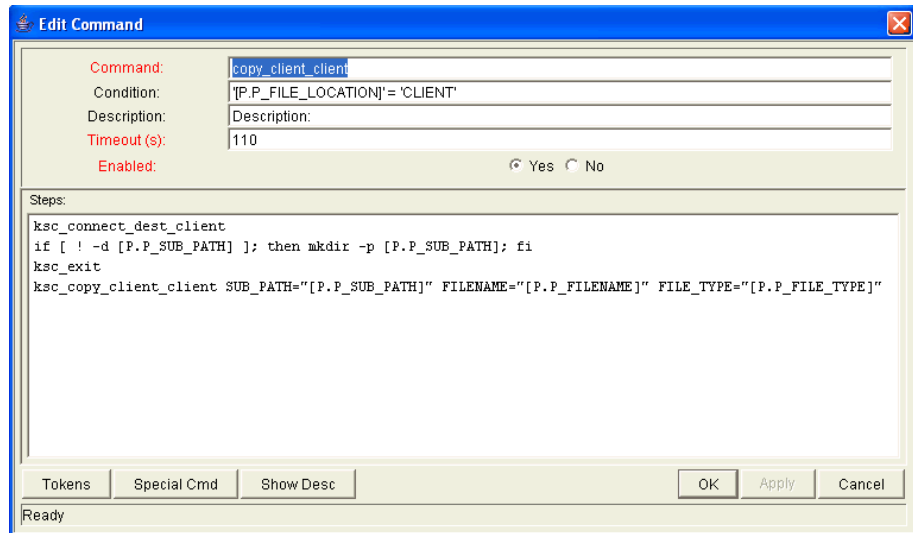 Edit Command
Command: copy_client_client
Condition: '[P.P_FILE_LOCATION]' = 'CLIENT'
Description: Description:
Timeout (s): 110
Enabled: Yes No
Steps:
ksc_connect_dest_client
if [ ! -d [P.P_SUB_PATH] ]; then mkdir -p [P.P_SUB_PATH]; fi
ksc_exit
ksc_copy_client_client SUB_PATH="[P.P_SUB_PATH]" FILENAME="[P.P_FILENAME]" FILE_TYPE="[P.P_FILE_TYPE]"
Tokens Special Cmd Show Desc OK Apply Cancel
Ready